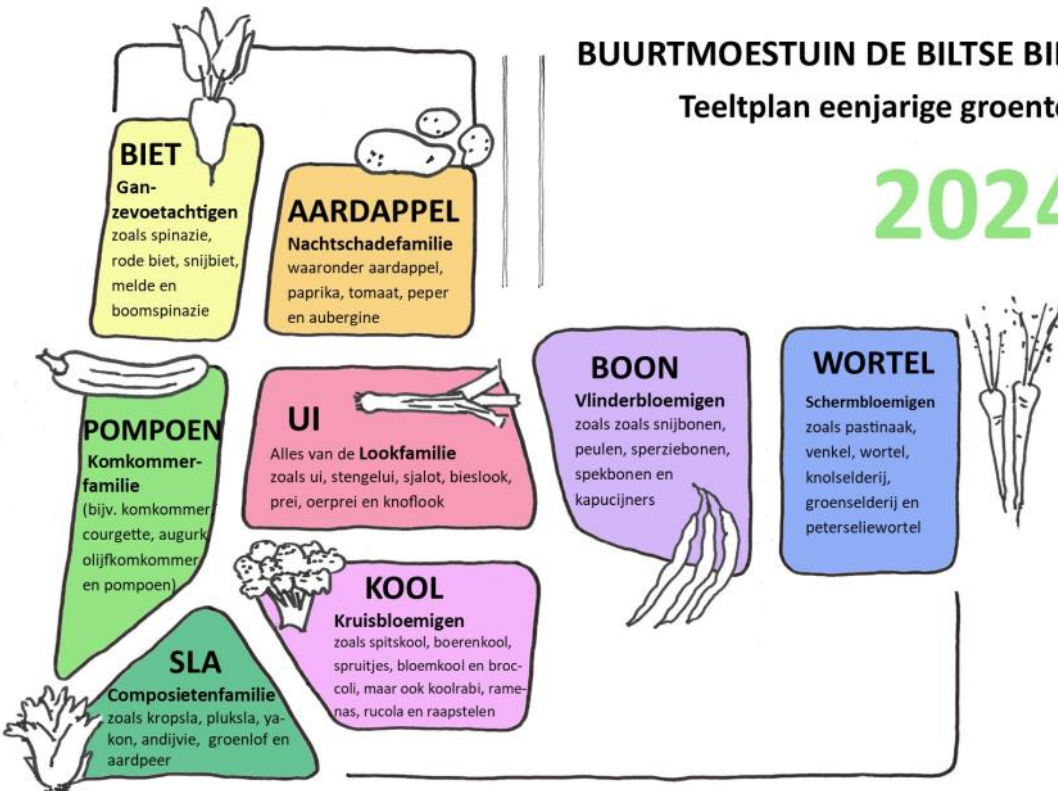 BUURTMOESTUIN DE BILTSE
Teeltplan eenjarige
2024
BIET
Gan-
zevoetachtigen
zoals spinazie,
rode biet, snijbiet,
melde en
boomspinazie
AARDAPPEL
Nachtschadefamilie
waaronder aardappel,
paprika, tomaat, peper
en aubergine
POMPOEN
Komkommer-
familie
(bijv. komkommer,
courgette, augurk,
olijfkomkommer
en pompoen)
UI
Alles van de Lookfamilie
zoals ui, stengelui, sjalot, bieslook,
prei, oerprei en knoflook
BOON
Vlinderbloemigen
zoals zoals snijbonen,
peulen, sperziebonen,
spekbonen en
kapucijners
WORTEL
Schermbloemigen
zoals pastinaak,
venkel, wortel,
knolselderij,
groenselderij en
peterseliewortel
KOOL
Kruisbloemigen
zoals spitskool, boerenkool,
spruitjes, bloemkool en broc-
coli, maar ook koolrabi, rame-
nas, rucola en raapstelen
SLA
Composietenfamilie
zoals kropsla, pluksla, ya-
kon, andijvie, groenlof en
aardpeer